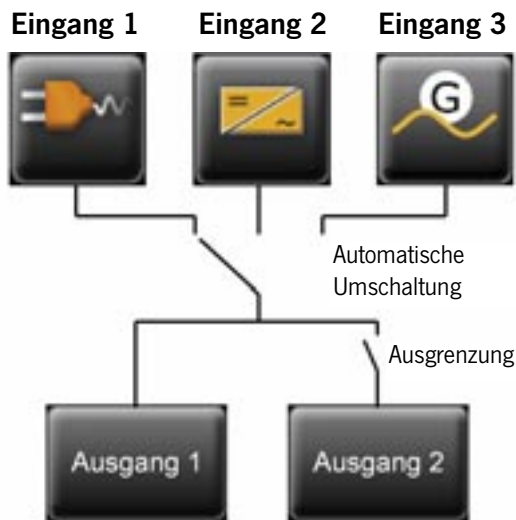 Eingang 1 Eingang 2 Eingang 3
G
Automatische
Umschaltung
Ausgrenzung
Ausgang 1 Ausgang 2